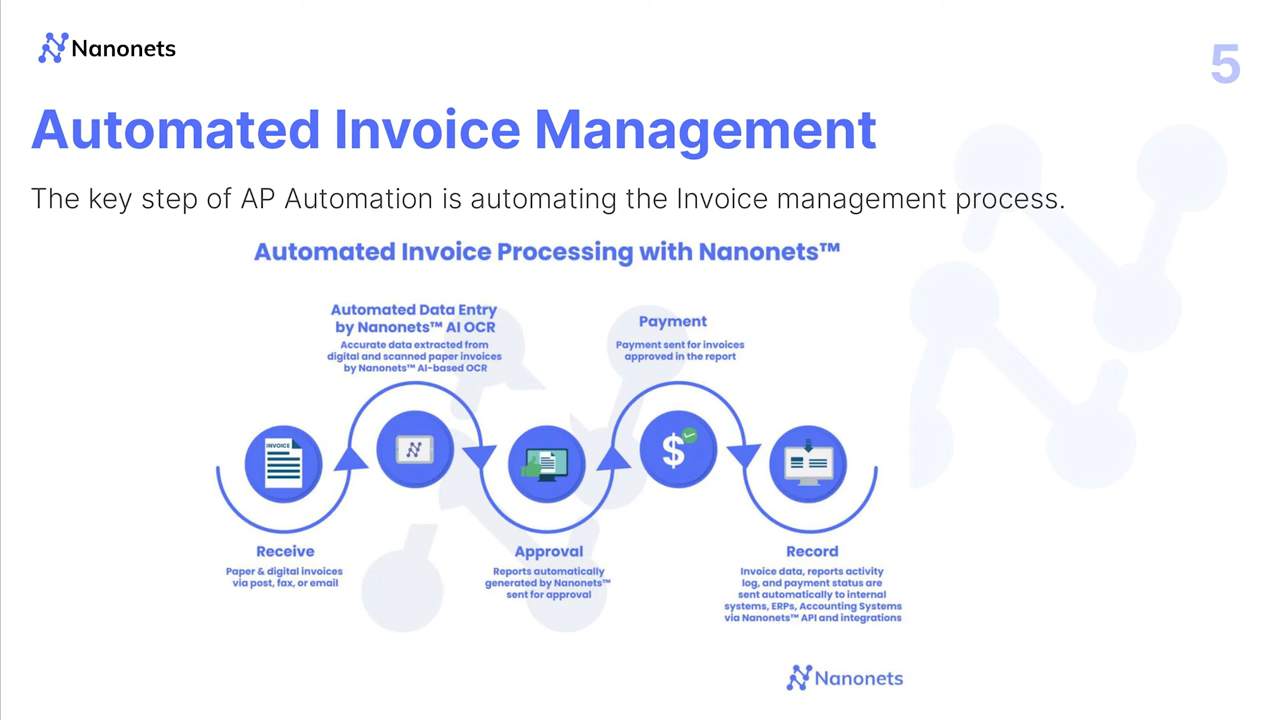 Nanonets
5
Automated Invoice Management
The key step of AP Automation is automating the Invoice management process.
Automated Invoice Processing with Nanonets™
Automated Data Entry
by Nanonets™ AI OCR
Accurate data extracted from
digital and scanned paper invoices
by Nanonets™ AI-based OCR
Payment
Payment sent for invoices
approved in the report
INVOICE
$
Receive
Paper & digital invoices
via post, fax, or email
Approval
Reports automatically
generated by Nanonets™
sent for approval
Record
Invoice data, reports activity
log, and payment status are
sent automatically to internal
systems, ERPs, Accounting Systems
via Nanonets™ API and integrations
Nanonets